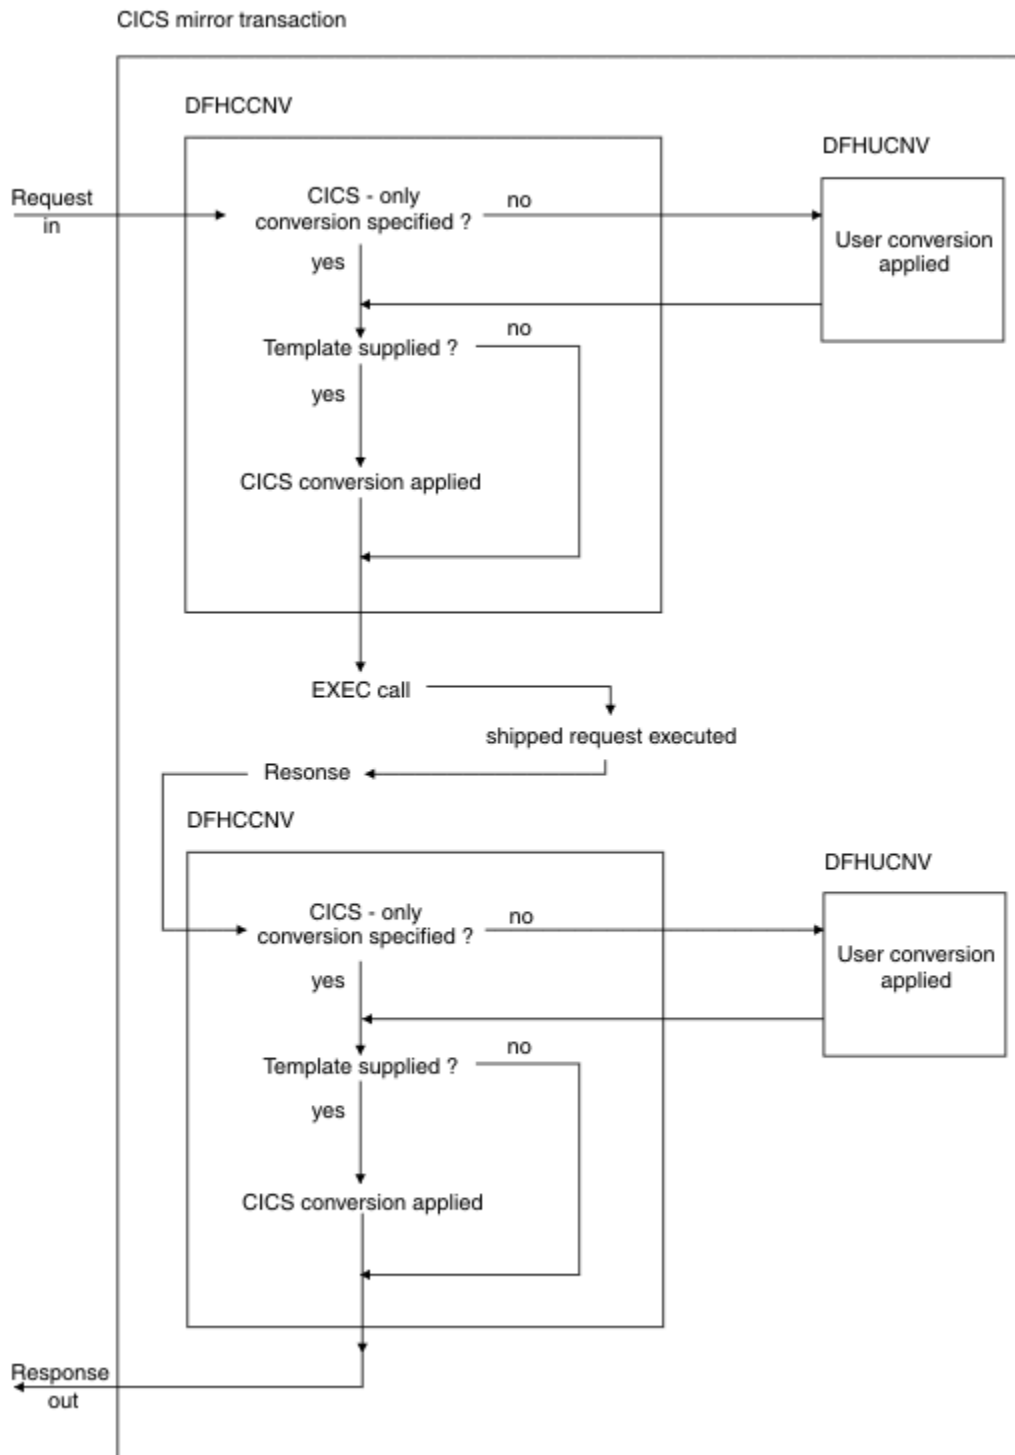 CICS mirror transaction
DFHCCNV
DFHUCNV
Request
in
CICS - only
conversion specified ?
no
User conversion
applied
yes
Template supplied ?
no
yes
CICS conversion applied
EXEC call
shipped request executed
Resonse
DFHCCNV
DFHUCNV
CICS - only
conversion specified ?
no
User conversion
applied
yes
Template supplied ?
no
yes
CICS conversion applied
Response
out